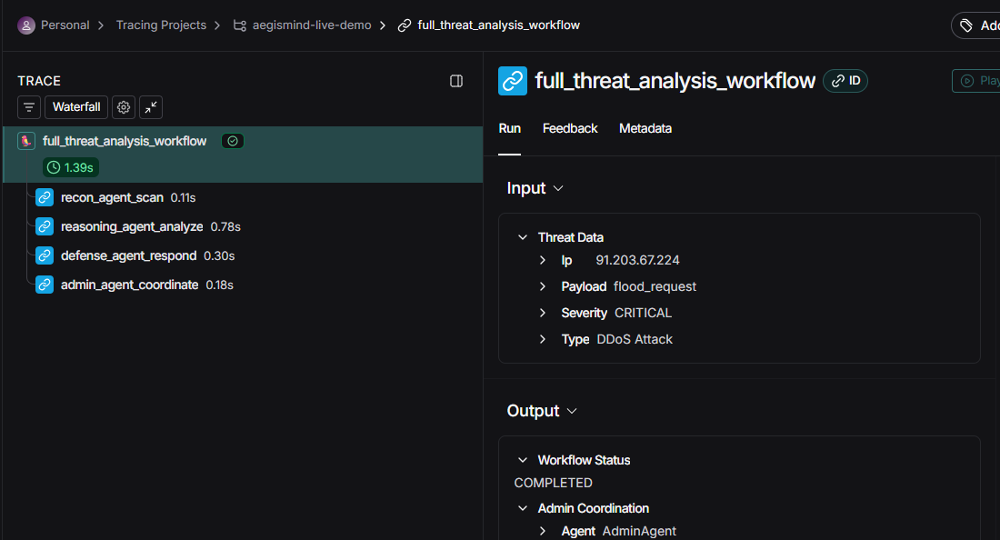 Personal > Tracing Projects > aegismind-live-demo > full_threat_analysis_workflow
TRACE
Waterfall
full_threat_analysis_workflow
1.39s
recon_agent_scan 0.11s
reasoning_agent_analyze 0.78s
defense_agent_respond 0.30s
admin_agent_coordinate 0.18s
full_threat_analysis_workflow ID
Run Feedback Metadata
Input
Threat Data
Ip 91.203.67.224
Payload flood_request
Severity CRITICAL
Type DDoS Attack
Output
Workflow Status
COMPLETED
Admin Coordination
Agent AdminAgent